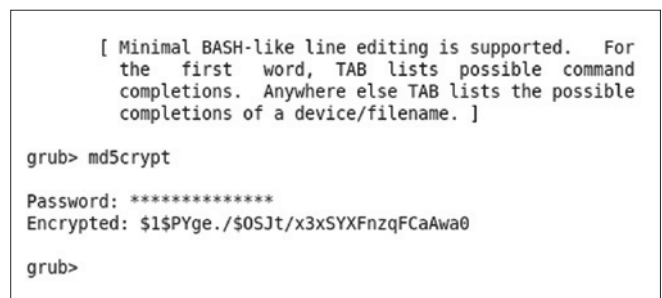 [ Minimal BASH-like line editing is supported. For
the first word, TAB lists possible command
completions. Anywhere else TAB lists the possible
completions of a device/filename. ]
grub> md5crypt
Password: **************
Encrypted: $1$PYge./$OSJt/x3xSYXFnzqFCaAwa0
grub>